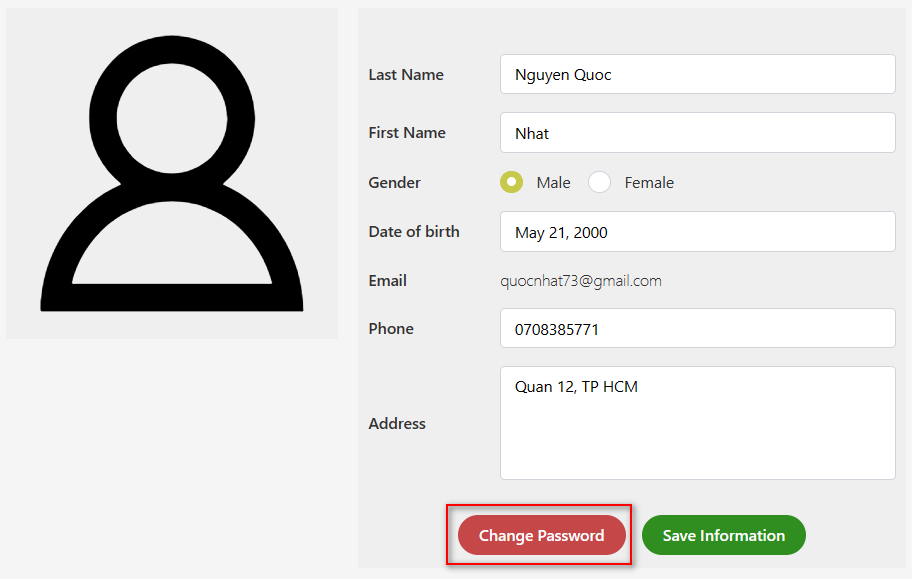 Last Name Nguyen Quoc
First Name Nhat
Gender Male Female
Date of birth May 21, 2000
Email quocnhat73@gmail.com
Phone 0708385771
Address Quan 12, TP HCM
Change Password Save Information